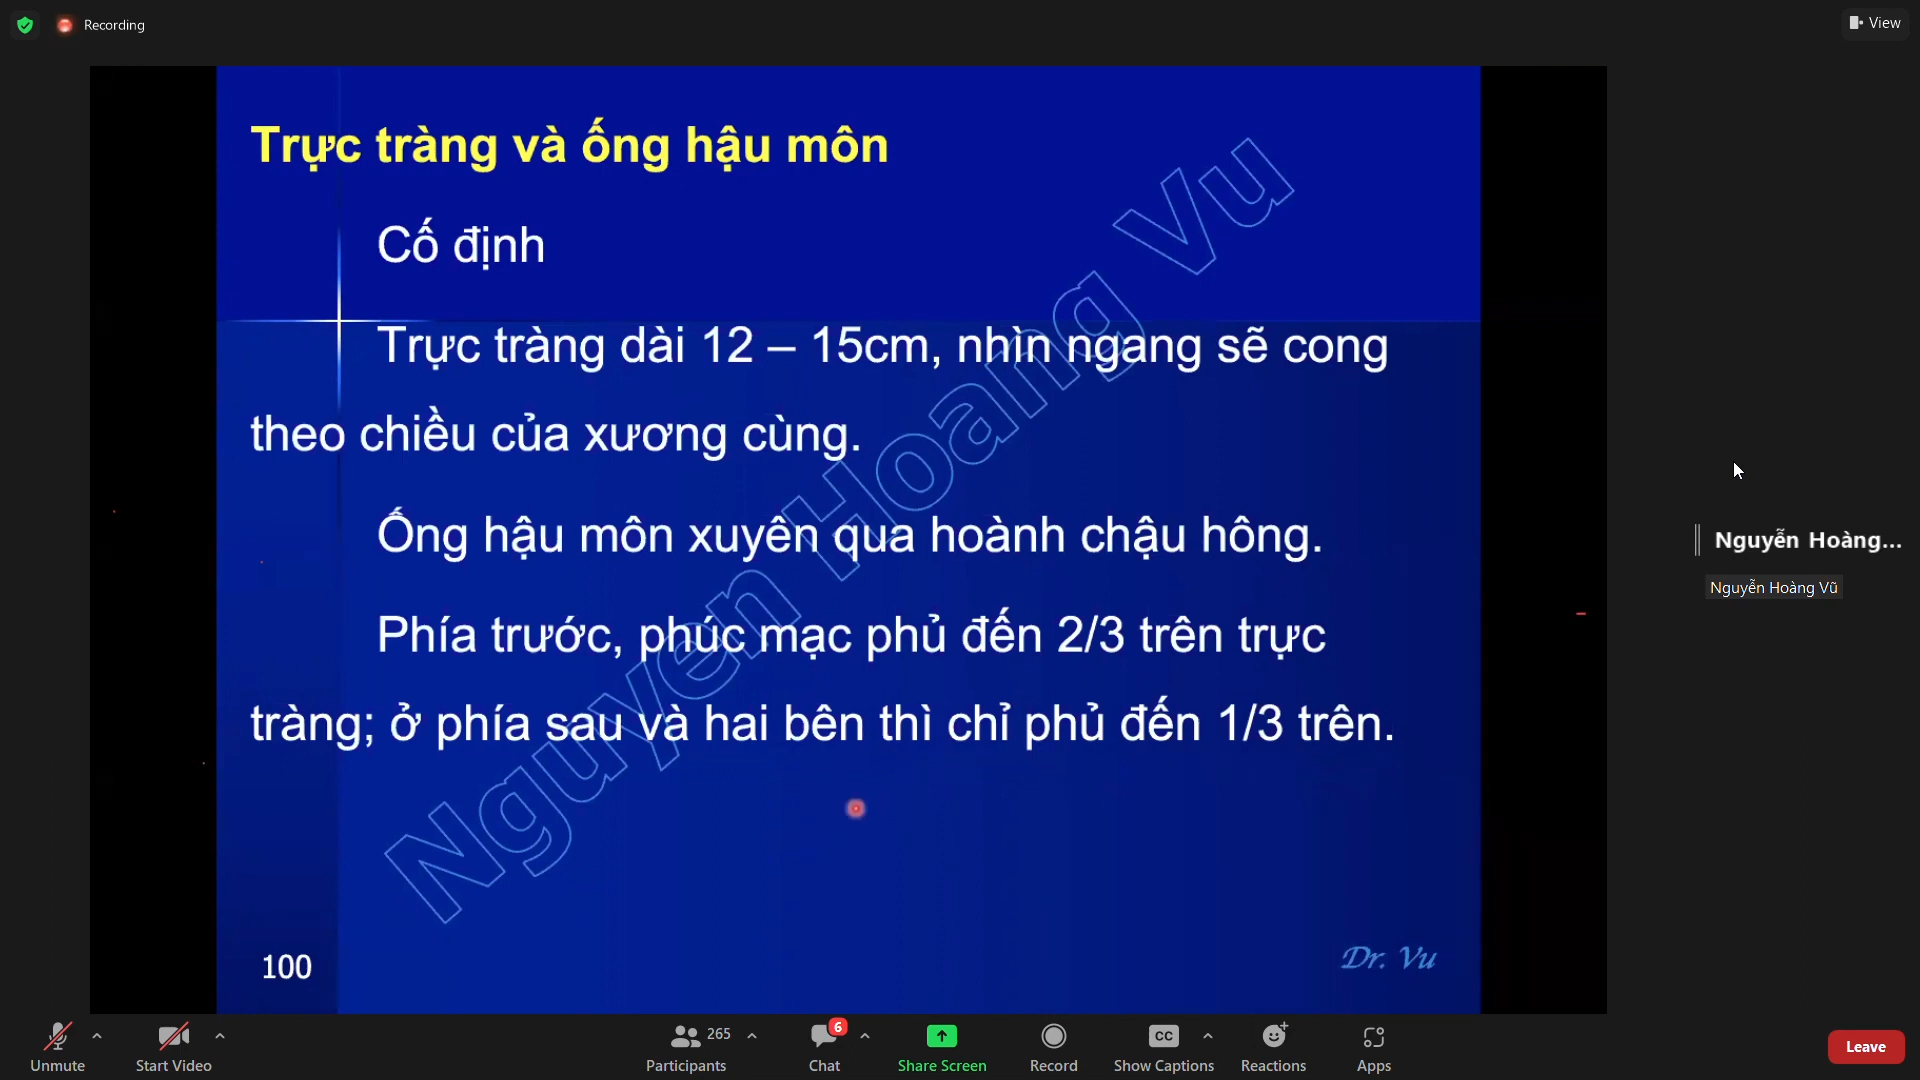 Recording
View
Trực tràng và ống hậu môn
Cố định
Trực tràng dài 12 – 15cm, nhìn ngang sẽ cong
theo chiều của xương cùng.
Ống hậu môn xuyên qua hoành chậu hông.
Phía trước, phúc mạc phủ đến 2/3 trên trực
tràng; ở phía sau và hai bên thì chỉ phủ đến 1/3 trên.
Nguyen Hoang Vu
100
Dr. Vu
Nguyễn Hoàng...
Nguyễn Hoàng Vũ
Unmute
Start Video
265
Participants
6
Chat
Share Screen
Record
CC
Show Captions
Reactions
Apps
Leave